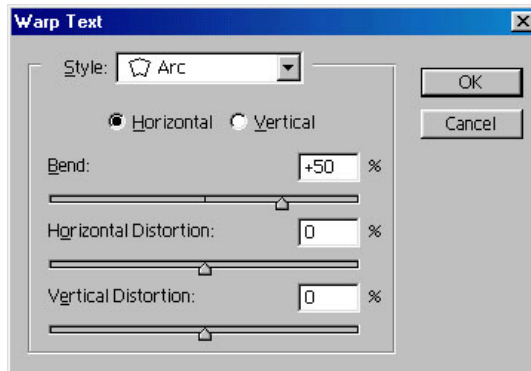 Warp Text
Style: Arc
OK
Horizontal Vertical
Cancel
Bend: +50 %
Horizontal Distortion: 0 %
Vertical Distortion: 0 %